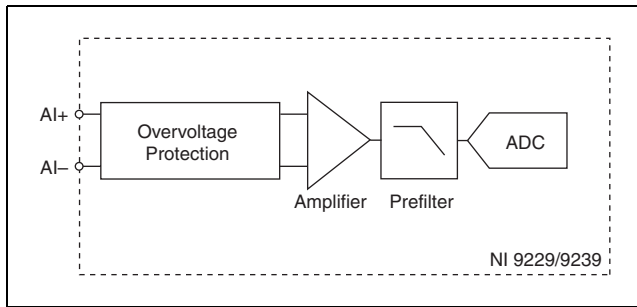 AI+
AI–
Overvoltage
Protection
Amplifier
Prefilter
ADC
NI 9229/9239